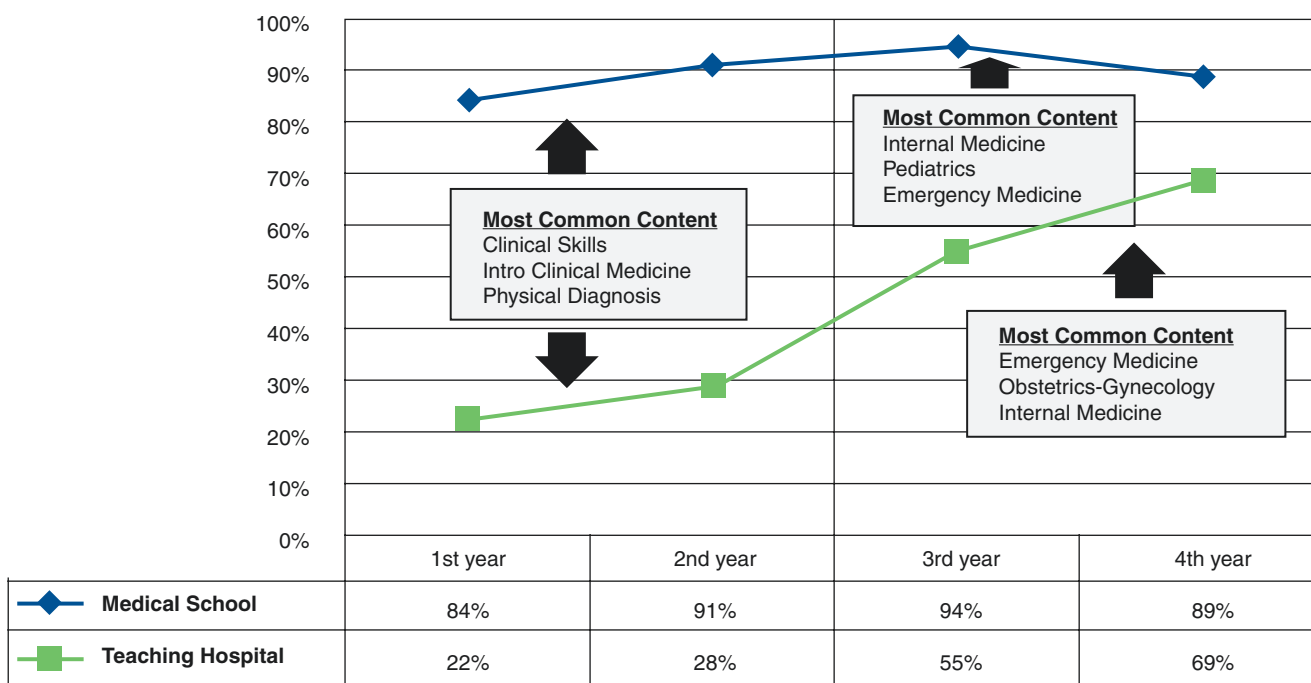 100%
90%
80%
70%
60%
50%
40%
30%
20%
10%
0%
Most Common Content
Clinical Skills
Intro Clinical Medicine
Physical Diagnosis
Most Common Content
Internal Medicine
Pediatrics
Emergency Medicine
Most Common Content
Emergency Medicine
Obstetrics-Gynecology
Internal Medicine
1st year 2nd year 3rd year 4th year
Medical School 84% 91% 94% 89%
Teaching Hospital 22% 28% 55% 69%